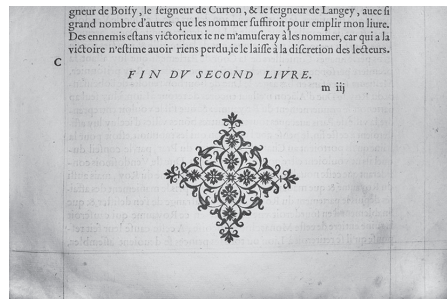 gneur de Boisy, le seigneur de Curton, & le seigneur de Langey, auec si
grand nombre d'autres que les nommer suffiroit pour emplir mon liure.
Des ennemis estans victorieux ie ne m'amuseray à les nommer, car qui a la
victoire n'estime auoir riens perdu, ie le laisse à la discretion des lecteurs.
C
FIN DV SECOND LIVRE.
m iij